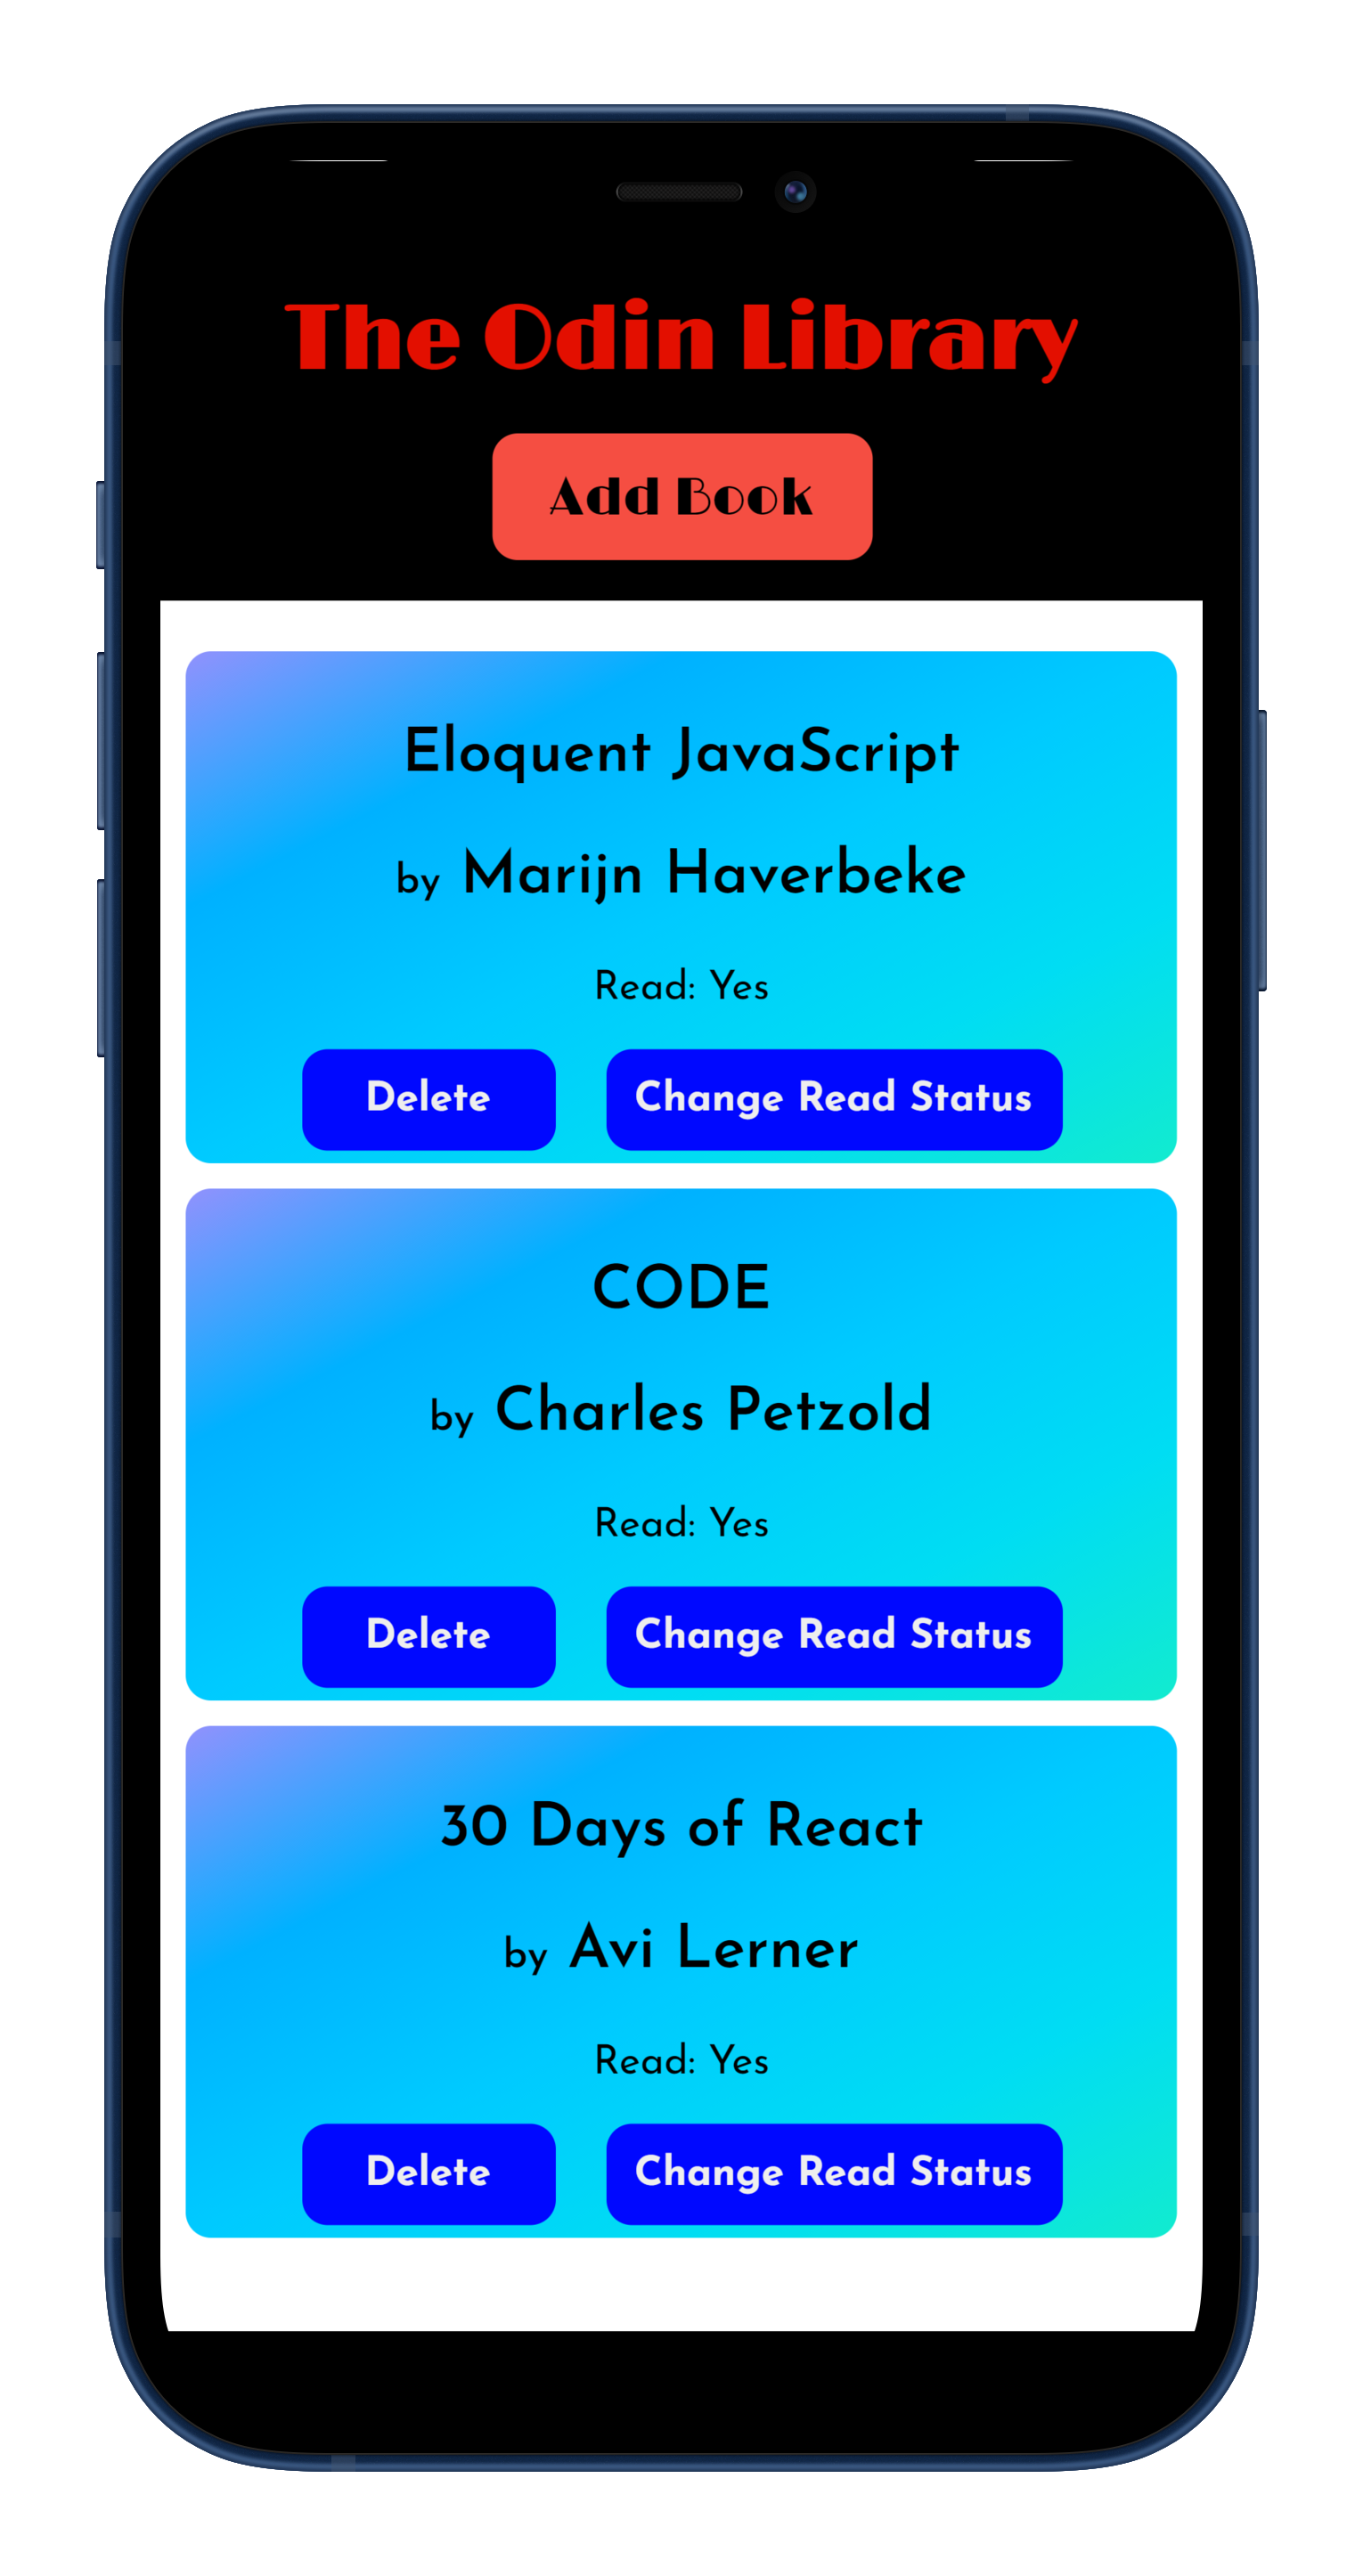 The Odin Library
Add Book
Eloquent JavaScript
by Marijn Haverbeke
Read: Yes
Delete Change Read Status
CODE
by Charles Petzold
Read: Yes
Delete Change Read Status
30 Days of React
by Avi Lerner
Read: Yes
Delete Change Read Status